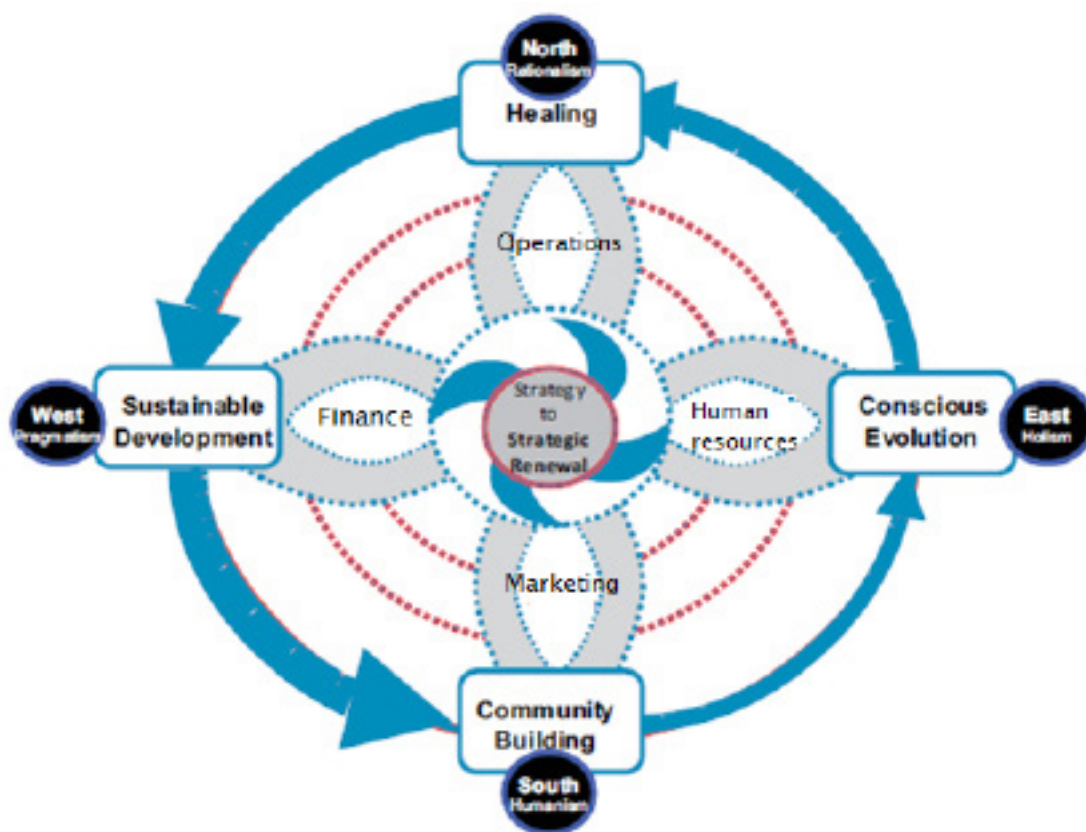 North
Rationalism
Healing
Operations
West
Pragmatism
Sustainable
Development
Finance
Strategy
to
Strategic
Renewal
Human
resources
Conscious
Evolution
East
Holism
Marketing
Community
Building
South
Humanism